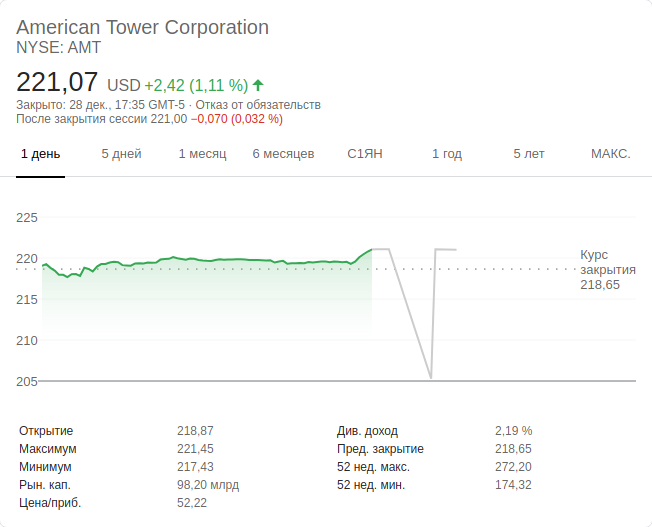 American Tower Corporation
NYSE: AMT
221,07 USD +2,42 (1,11 %)
Закрыто: 28 дек., 17:35 GMT-5 · Отказ от обязательств
После закрытия сессии 221,00 −0,070 (0,032 %)
1 день 5 дней 1 месяц 6 месяцев С1ЯН 1 год 5 лет МАКС.
225
220
215
210
205
Курс
закрытия
218,65
Открытие 218,87 Див. доход 2,19 %
Максимум 221,45 Пред. закрытие 218,65
Минимум 217,43 52 нед. макс. 272,20
Рын. кап. 98,20 млрд 52 нед. мин. 174,32
Цена/приб. 52,22